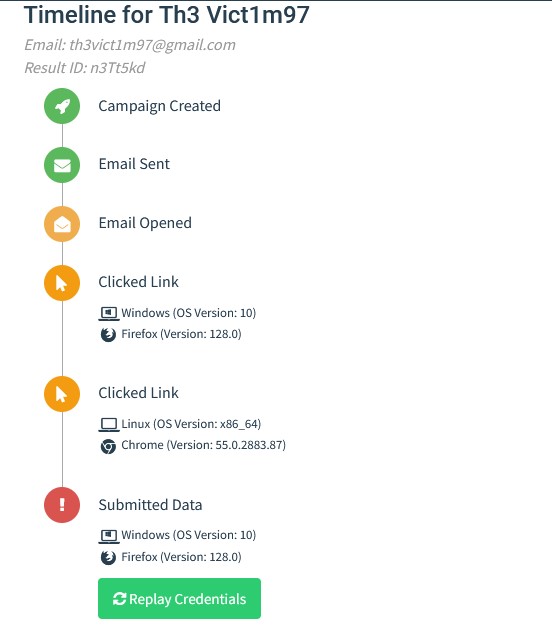 Timeline for Th3 Vict1m97
Email: th3vict1m97@gmail.com
Result ID: n3Tt5kd
Campaign Created
Email Sent
Email Opened
Clicked Link
Windows (OS Version: 10)
Firefox (Version: 128.0)
Clicked Link
Linux (OS Version: x86_64)
Chrome (Version: 55.0.2883.87)
Submitted Data
Windows (OS Version: 10)
Firefox (Version: 128.0)
Replay Credentials